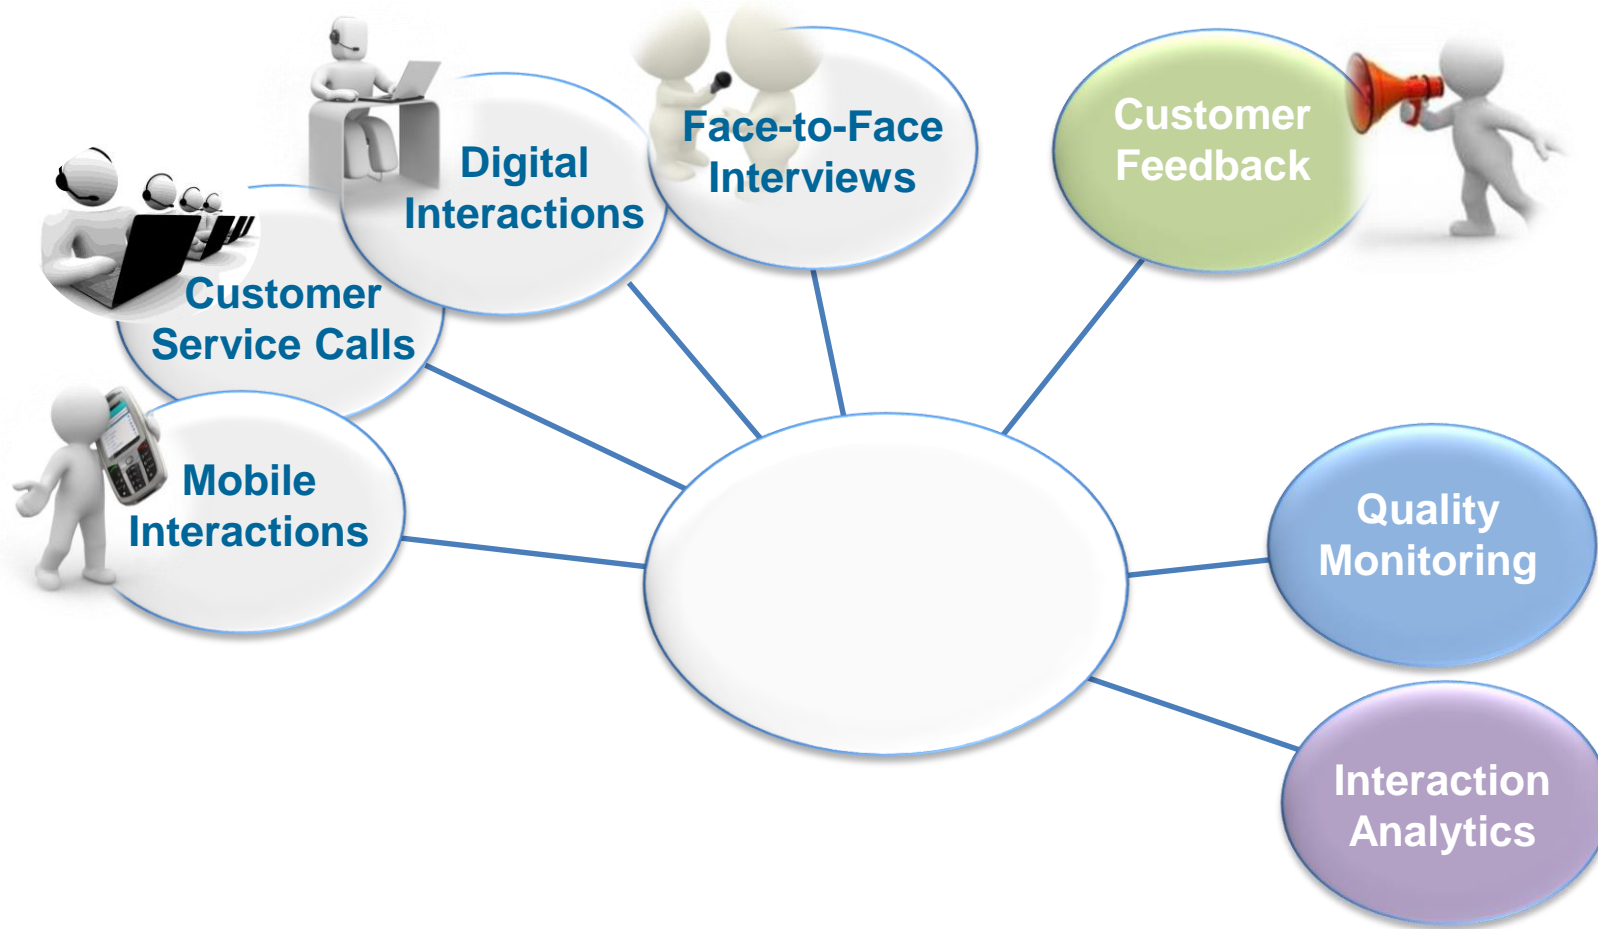 Face-to-Face
Interviews
Customer
Feedback
Digital
Interactions
Customer
Service Calls
Mobile
Interactions
Quality
Monitoring
Interaction
Analytics